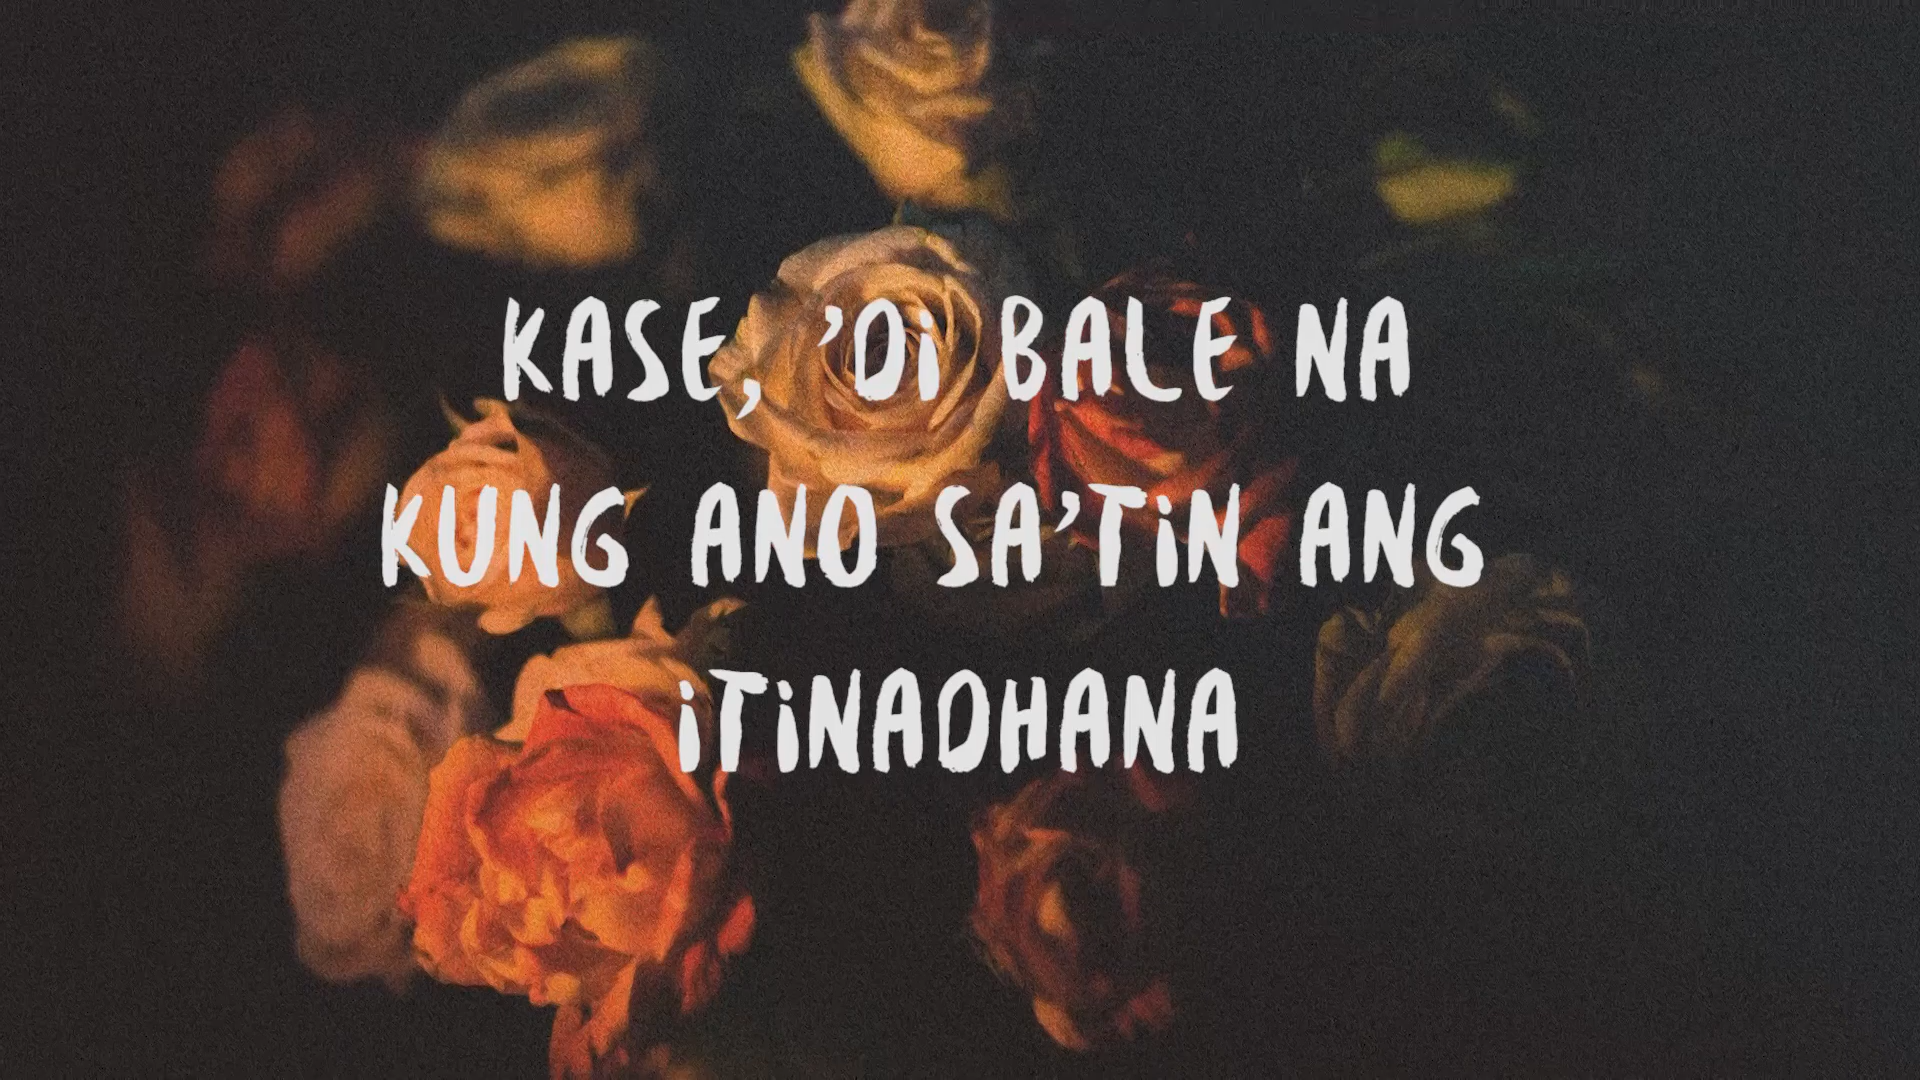 KASE, 'Di BALE NA
KUNG ANO SA'TiN ANG
iTiNADHANA